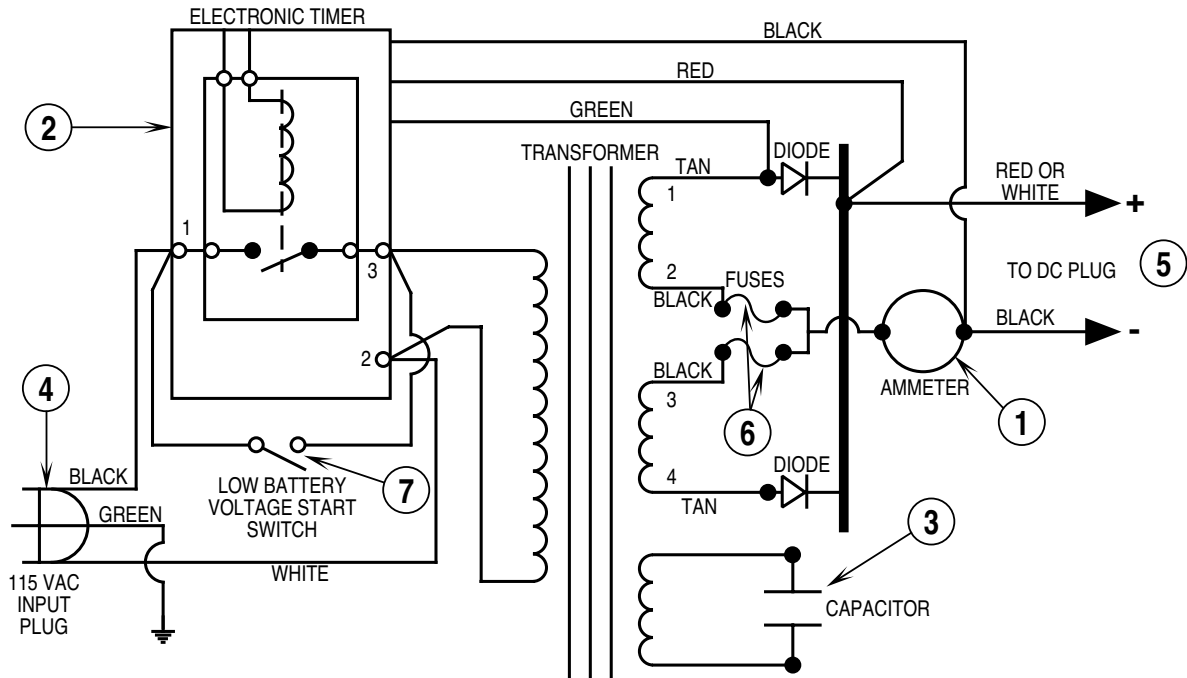 ELECTRONIC TIMER
BLACK
RED
GREEN
2
TRANSFORMER
TAN
DIODE
1
RED OR
WHITE
+
1
3
2
FUSES
BLACK
TO DC PLUG
5
BLACK
-
2
BLACK
AMMETER
4
3
6
1
BLACK
7
LOW BATTERY
VOLTAGE START
SWITCH
4
DIODE
TAN
GREEN
3
WHITE
115 VAC
INPUT
PLUG
CAPACITOR